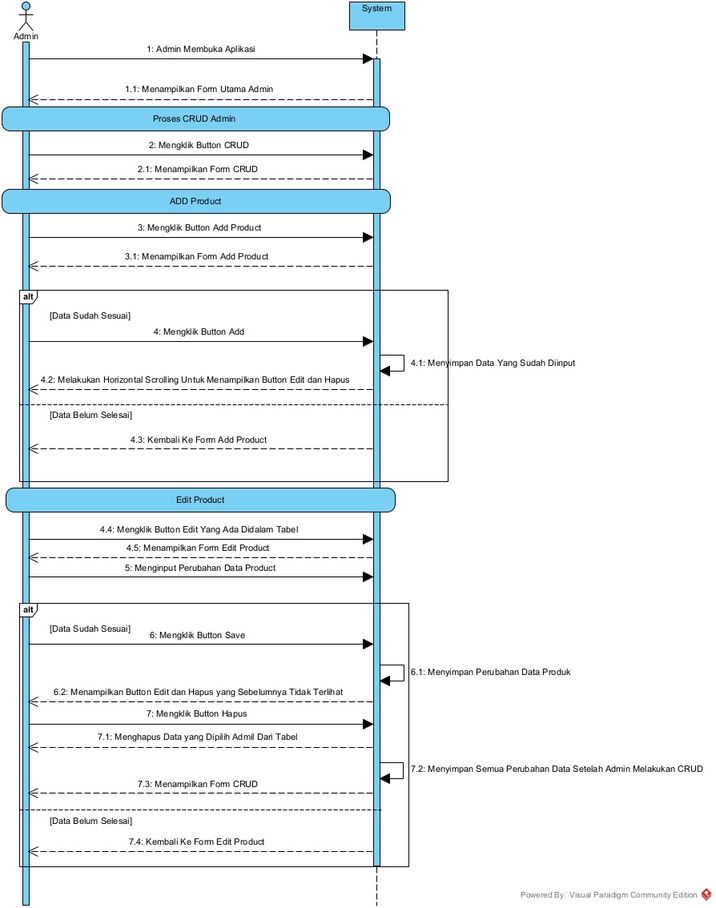 System
Admin
1: Admin Membuka Aplikasi
1.1: Menampilkan Form Utama Admin
Proses CRUD Admin
2: Mengklik Button CRUD
2.1: Menampilkan Form CRUD
ADD Product
3: Mengklik Button Add Product
3.1: Menampilkan Form Add Product
alt
[Data Sudah Sesuai]
4: Mengklik Button Add
4.1: Menyimpan Data Yang Sudah Diinput
4.2: Melakukan Horizontal Scrolling Untuk Menampilkan Button Edit dan Hapus
[Data Belum Selesai]
4.3: Kembali Ke Form Add Product
Edit Product
4.4: Mengklik Button Edit Yang Ada Didalam Tabel
4.5: Menampilkan Form Edit Product
5: Menginput Perubahan Data Product
alt
[Data Sudah Sesuai]
6: Mengklik Button Save
6.1: Menyimpan Perubahan Data Produk
6.2: Menampilkan Button Edit dan Hapus yang Sebelumnya Tidak Terlihat
7: Mengklik Button Hapus
7.1: Menghapus Data yang Dipilih Admil Dari Tabel
7.2: Menyimpan Semua Perubahan Data Setelah Admin Melakukan CRUD
7.3: Menampilkan Form CRUD
[Data Belum Selesai]
7.4: Kembali Ke Form Edit Product
Powered By Visual Paradigm Community Edition